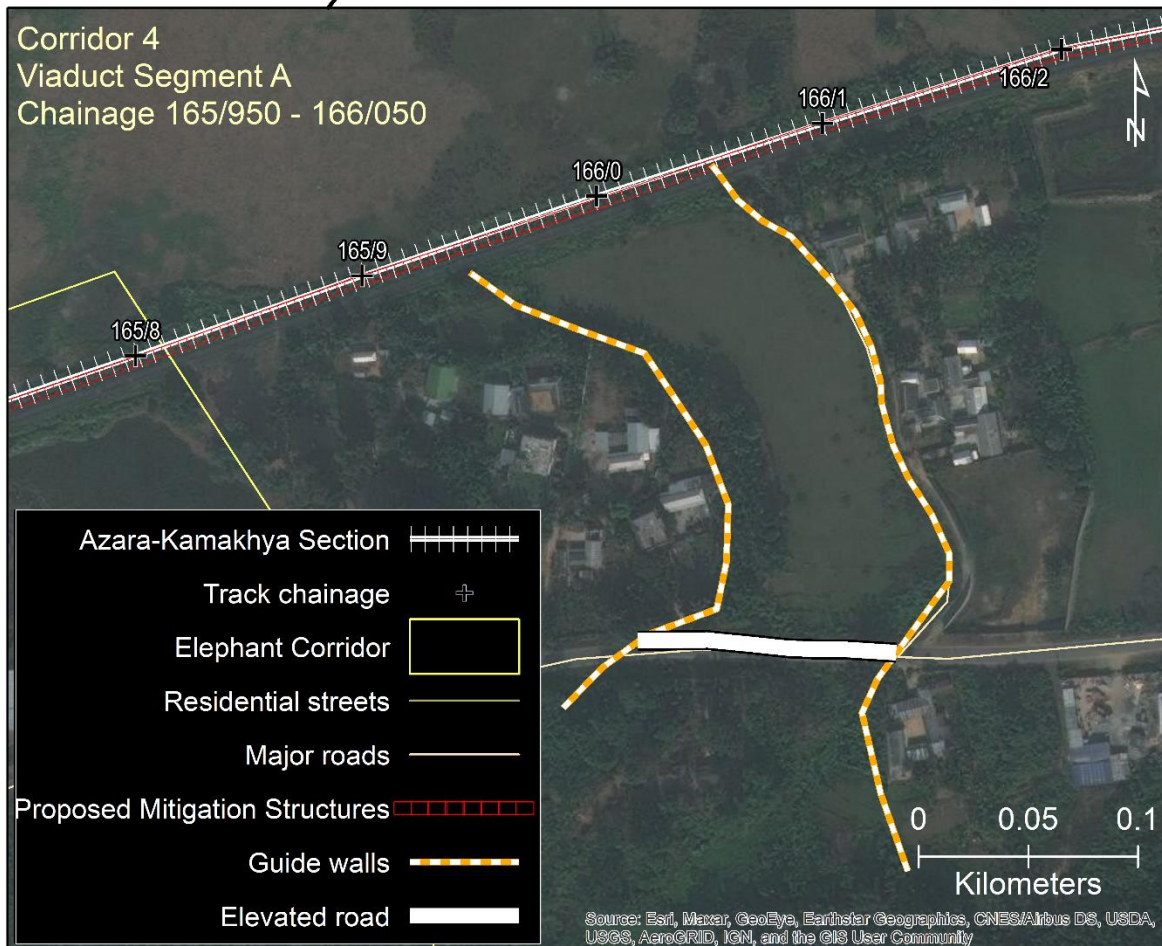 Corridor 4
Viaduct Segment A
Chainage 165/950 - 166/050
166/2
166/1
166/0
165/9
165/8
N
Azara-Kamakhya Section
Track chainage
Elephant Corridor
Residential streets
Major roads
Proposed Mitigation Structures
Guide walls
Elevated road
0 0.05 0.1
Kilometers
Source: Esri, Maxar, GeoEye, Earthstar Geographics, CNES/Airbus DS, USDA,
USGS, AeroGRID, IGN, and the GIS User Community